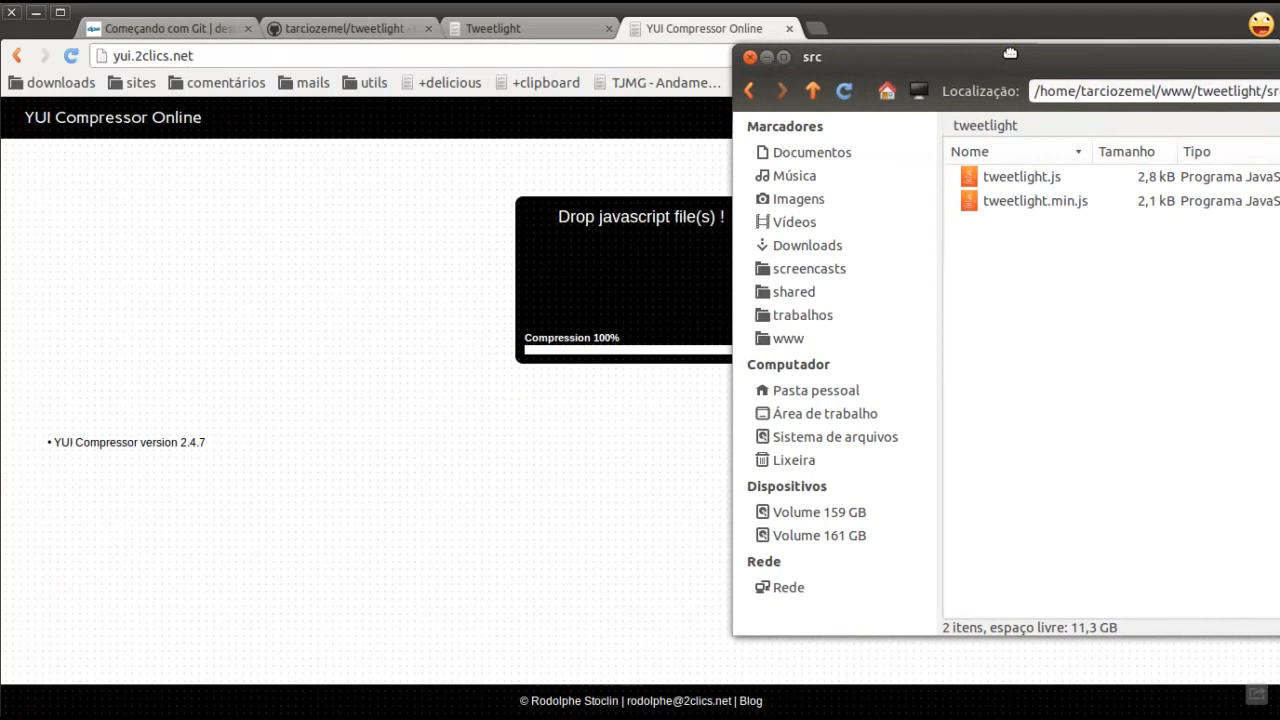 Começando com Git | des
tarciozemel/tweetlight
Tweetlight
YUI Compressor Online
yui.2clics.net
downloads
sites
comentários
mails
utils
+delicious
+clipboard
TJMG - Andame...
YUI Compressor Online
Drop javascript file(s) !
Compression 100%
• YUI Compressor version 2.4.7
© Rodolphe Stoclin | rodolphe@2clics.net | Blog
src
Localização:
/home/tarciozemel/www/tweetlight/sr
Marcadores
Documentos
Música
Imagens
Vídeos
Downloads
screencasts
shared
trabalhos
www
Computador
Pasta pessoal
Área de trabalho
Sistema de arquivos
Lixeira
Dispositivos
Volume 159 GB
Volume 161 GB
Rede
Rede
tweetlight
Nome Tamanho Tipo
tweetlight.js 2,8 kB Programa JavaS
tweetlight.min.js 2,1 kB Programa JavaS
2 itens, espaço livre: 11,3 GB